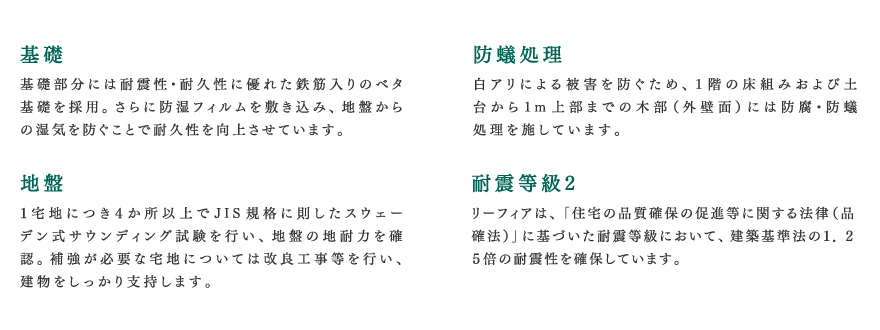 基礎
基礎部分には耐震性・耐久性に優れた鉄筋入りのベタ
基礎を採用。さらに防湿フィルムを敷き込み、地盤から
の湿気を防ぐことで耐久性を向上させています。
防蟻処理
白アリによる被害を防ぐため、1階の床組みおよび土
台から1m上部までの木部（外壁面）には防腐・防蟻
処理を施しています。
地盤
1宅地につき4か所以上でJIS規格に則したスウェー
デン式サウンディング試験を行い、地盤の地耐力を確
認。補強が必要な宅地については改良工事等を行い、
建物をしっかり支持します。
耐震等級2
リーフィアは、「住宅の品質確保の促進等に関する法律（品
確法）」に基づいた耐震等級において、建築基準法の1．2
5倍の耐震性を確保しています。